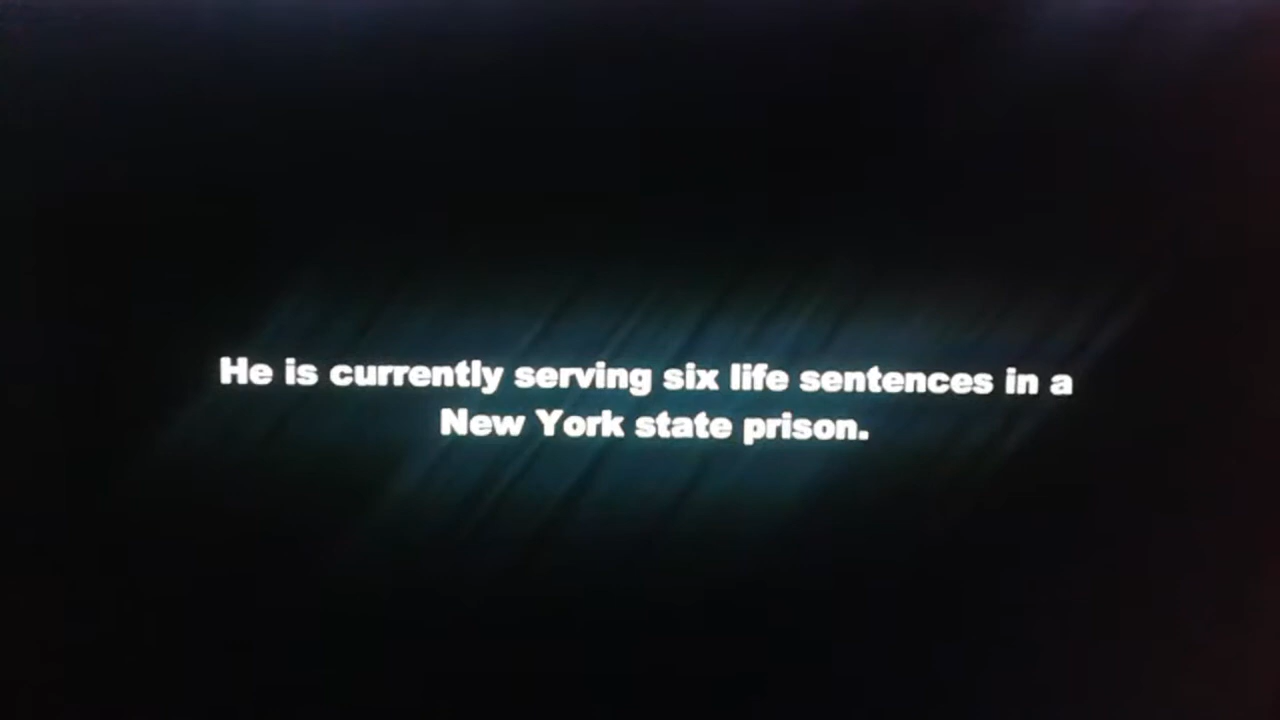 He is currently serving six life sentences in a
New York state prison.